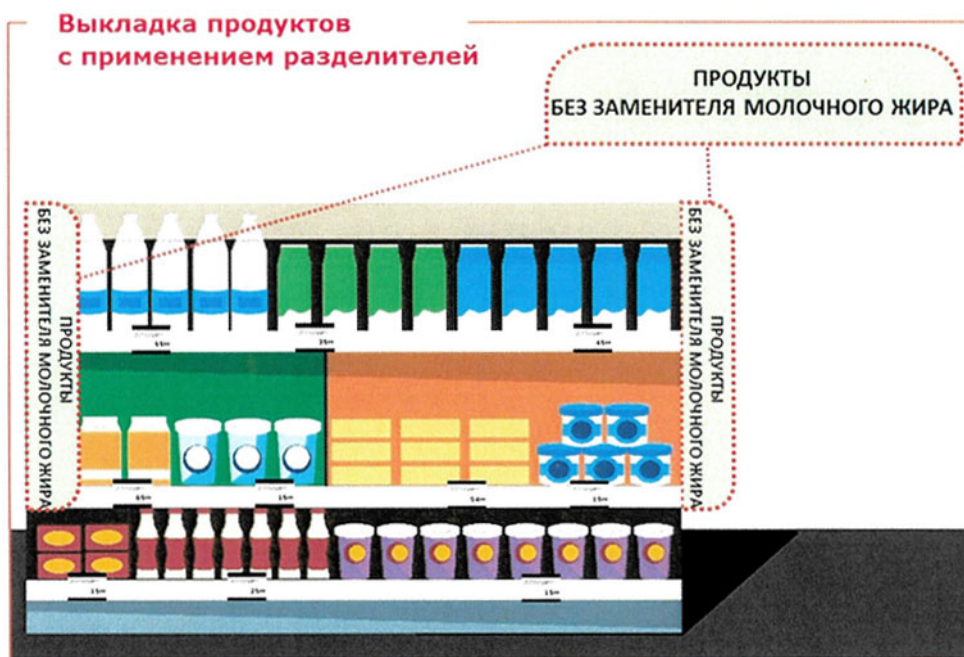 Выкладка продуктов
с применением разделителей
ПРОДУКТЫ
БЕЗ ЗАМЕНИТЕЛЯ МОЛОЧНОГО ЖИРА
ПРОДУКТЫ
БЕЗ ЗАМЕНИТЕЛЯ МОЛОЧНОГО ЖИРА
ПРОДУКТЫ
БЕЗ ЗАМЕНИТЕЛЯ МОЛОЧНОГО ЖИРА